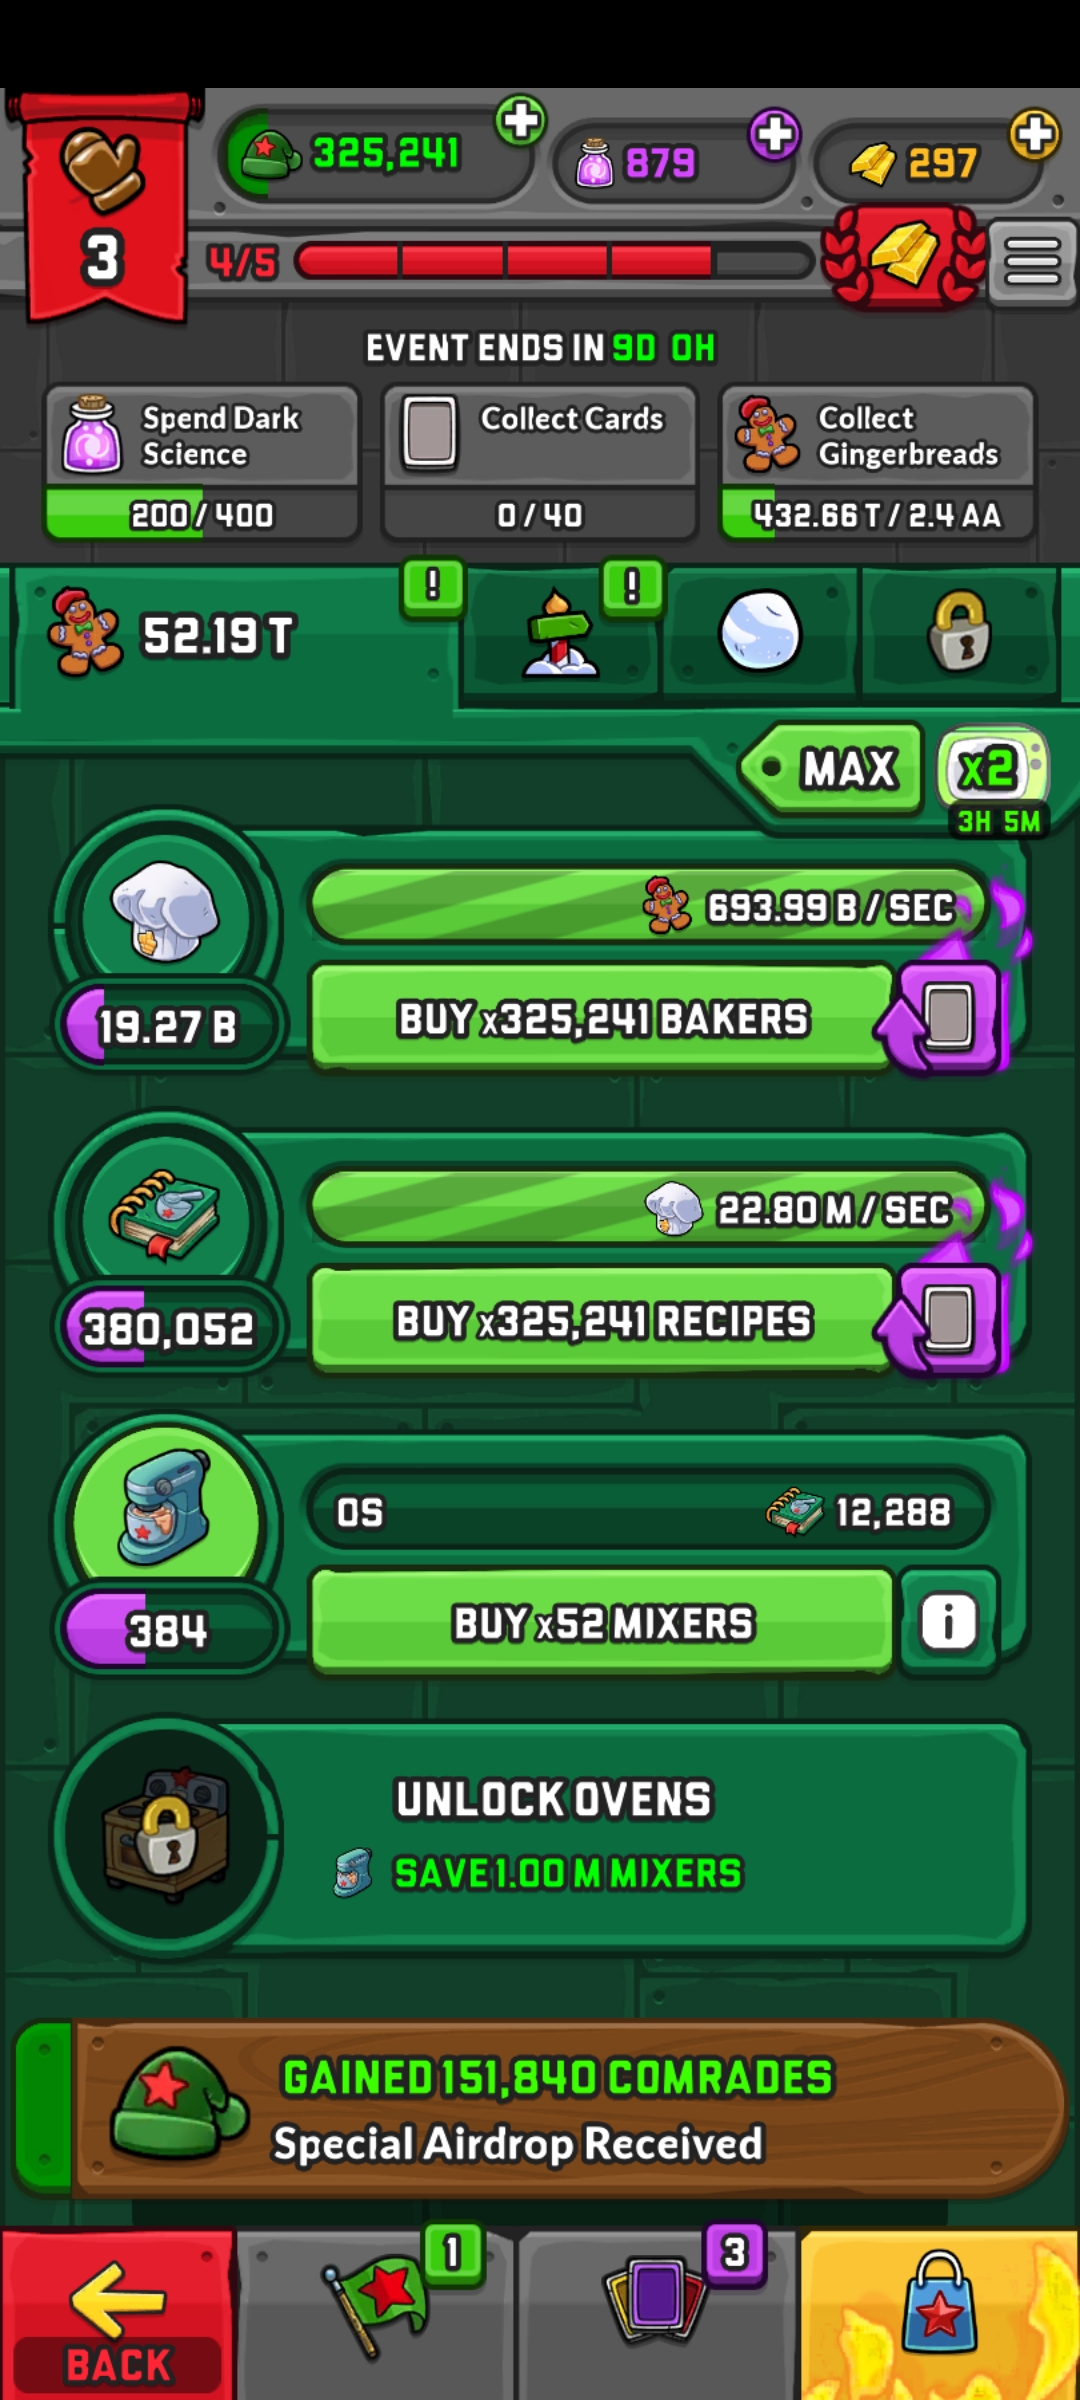 325,241
879
297
3
4/5
EVENT ENDS IN 9D 0H
Spend Dark
Science
200 / 400
Collect Cards
0 / 40
Collect
Gingerbreads
432.66 T / 2.4 AA
!
!
52.19 T
MAX
x2
3H 5M
693.99 B / SEC
19.27 B
BUY x325,241 BAKERS
22.80 M / SEC
380,052
BUY x325,241 RECIPES
0S
12,288
384
BUY x52 MIXERS
i
UNLOCK OVENS
SAVE 1.00 M MIXERS
GAINED 151,840 COMRADES
Special Airdrop Received
1
3
BACK